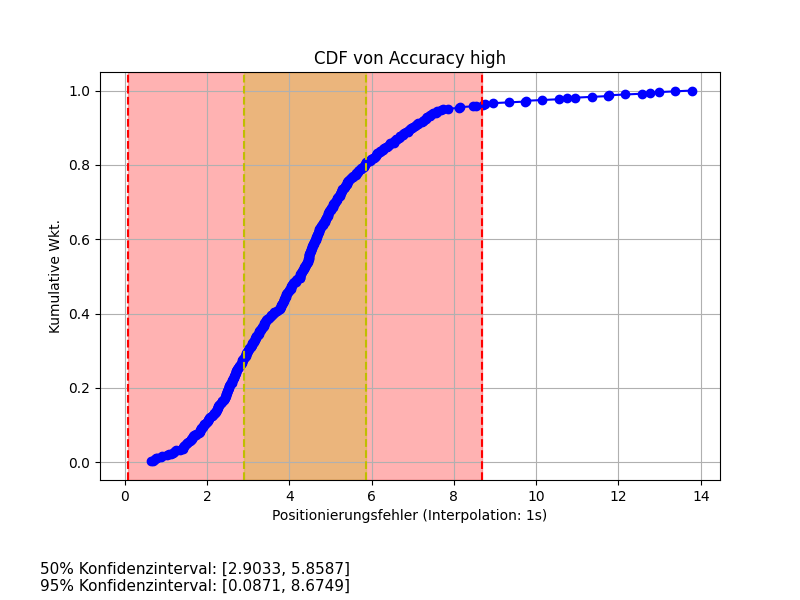 CDF von Accuracy high
1.0
0.8
0.6
0.4
0.2
0.0
Kumulative Wkt.
0 2 4 6 8 10 12 14
Positionierungsfehler (Interpolation: 1s)
50% Konfidenzinterval: [2.9033, 5.8587]
95% Konfidenzinterval: [0.0871, 8.6749]